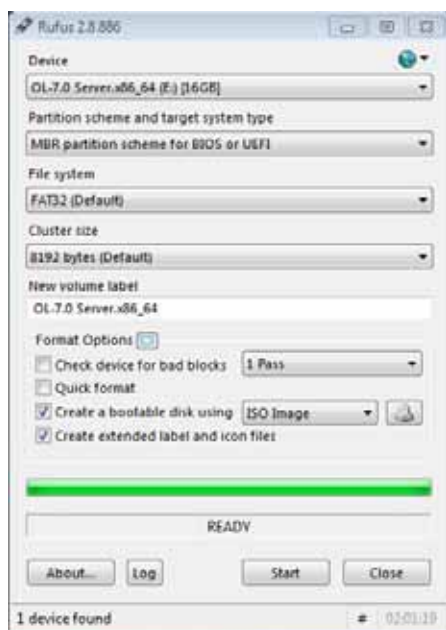 Rufus 2.8.886
Device
OL-7.0 Server.x86_64 (E:) [16GB]
Partition scheme and target system type
MBR partition scheme for BIOS or UEFI
File system
FAT32 (Default)
Cluster size
8192 bytes (Default)
New volume label
OL-7.0 Server.x86_64
Format Options
Check device for bad blocks 1 Pass
Quick format
Create a bootable disk using ISO Image
Create extended label and icon files
READY
About... Log Start Close
1 device found # 02:01:19